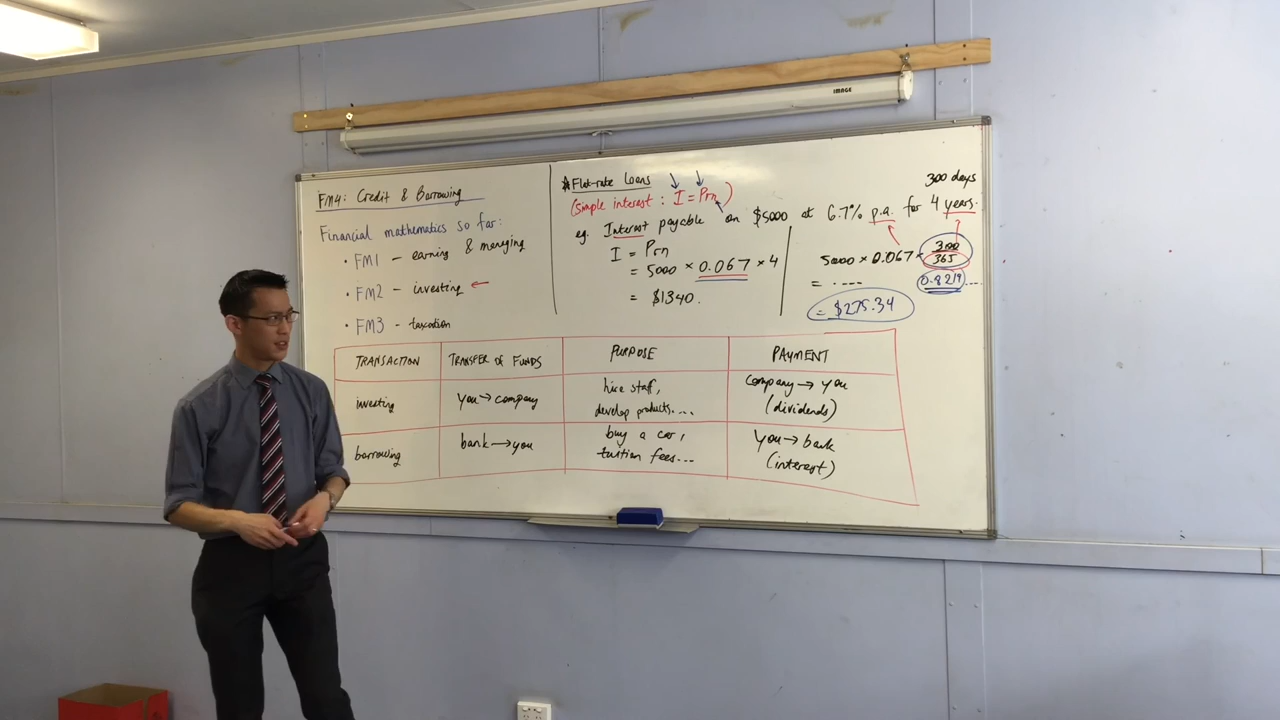 IMAGE
FM4: Credit & Borrowing
Financial mathematics so far:
• FM1 – earning & managing
• FM2 – investing ←
• FM3 – taxation
* Flat-rate loans
(simple interest : I = Prn)
300 days
eg. Interest payable on $5000 at 6.7% p.a. for 4 years.
I = Prn
= 5000 × 0.067 × 4
= $1340.
5000 × 0.067 × 300/365
0.8219...
= ....
= $275.34
TRANSACTION TRANSFER OF FUNDS PURPOSE PAYMENT
investing you → company hire staff, develop products.... company → you (dividends)
borrowing bank → you buy a car, tuition fees... you → bank (interest)